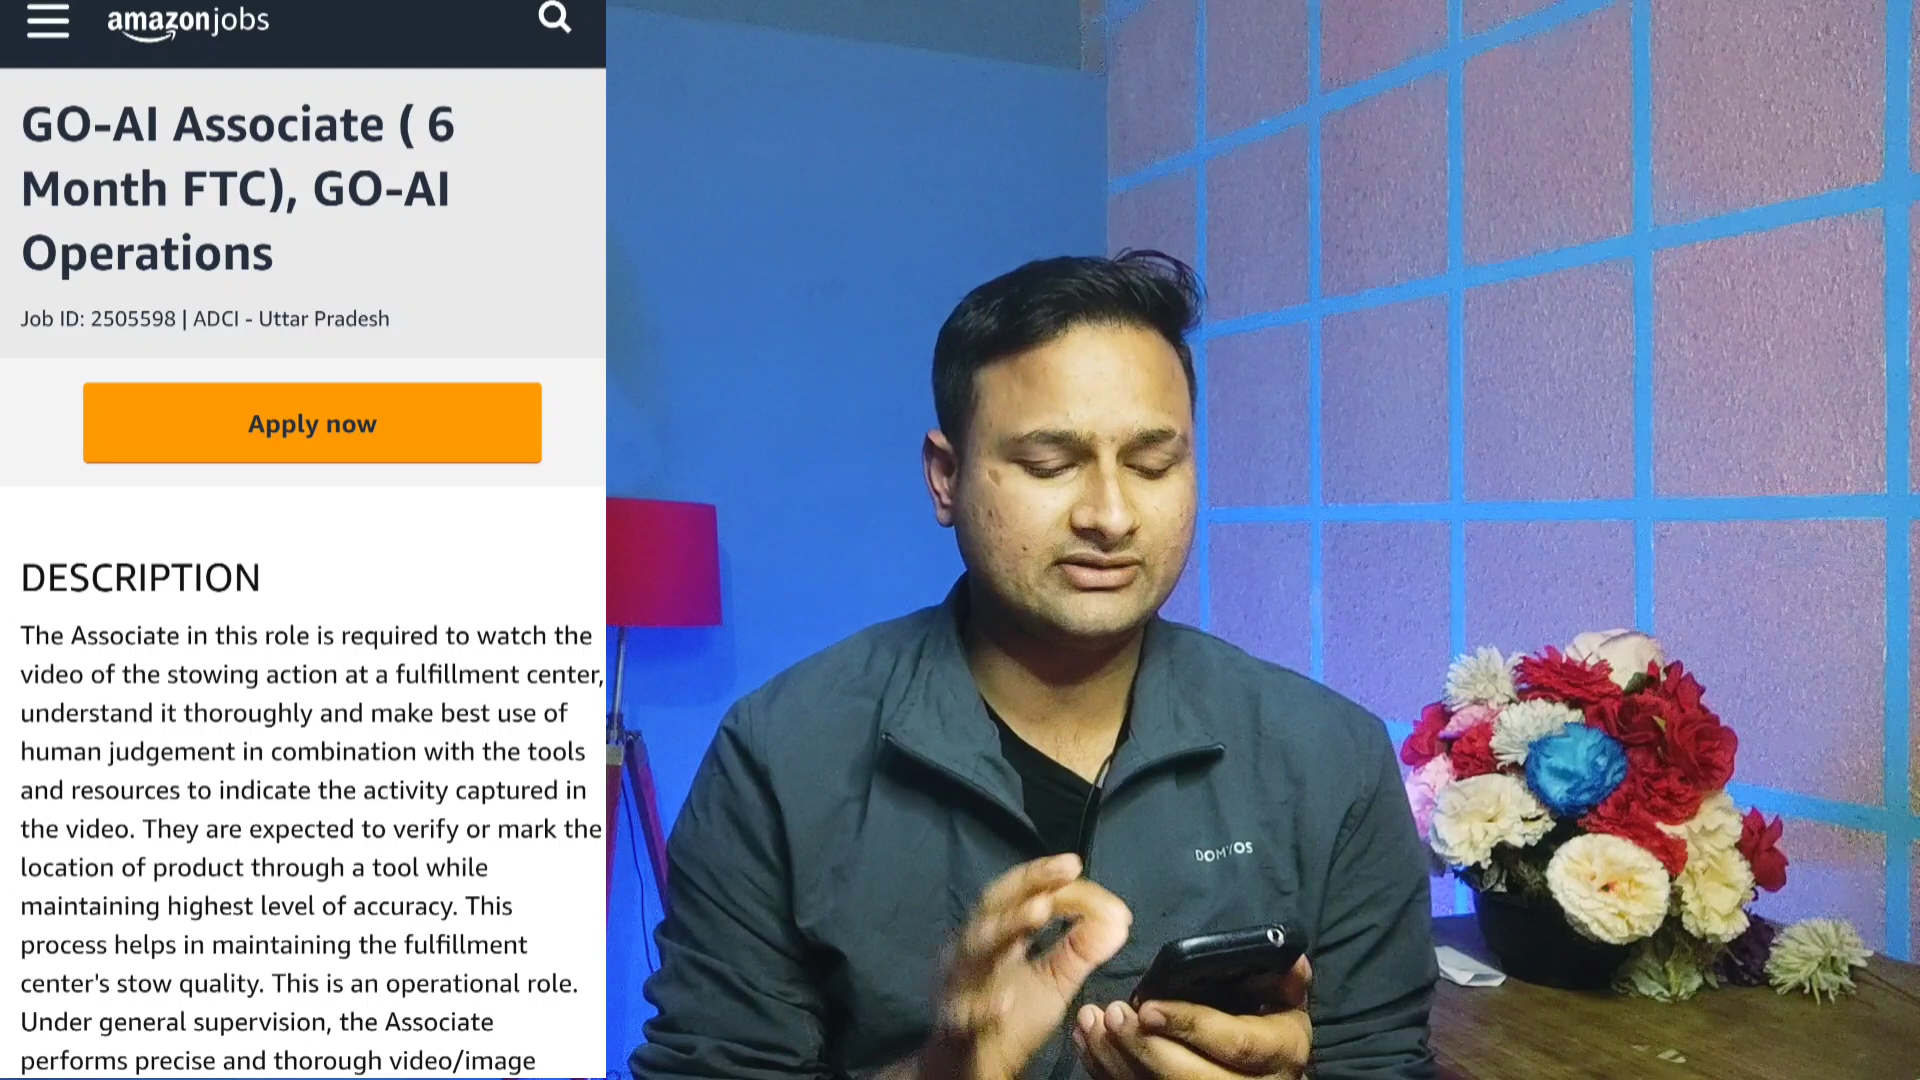 amazonjobs
GO-AI Associate ( 6
Month FTC), GO-AI
Operations
Job ID: 2505598 | ADCI - Uttar Pradesh
Apply now
DESCRIPTION
The Associate in this role is required to watch the
video of the stowing action at a fulfillment center,
understand it thoroughly and make best use of
human judgement in combination with the tools
and resources to indicate the activity captured in
the video. They are expected to verify or mark the
location of product through a tool while
maintaining highest level of accuracy. This
process helps in maintaining the fulfillment
center's stow quality. This is an operational role.
Under general supervision, the Associate
performs precise and thorough video/image
DOMYOS